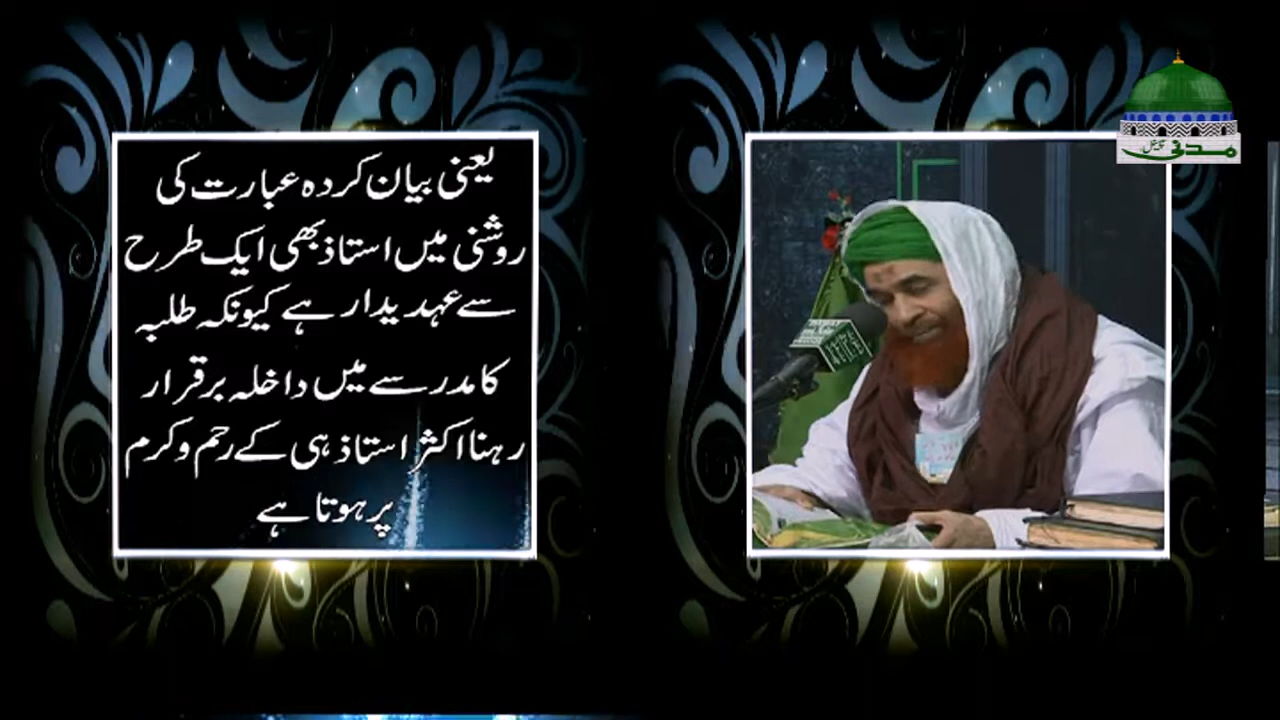 یعنی بیان کردہ عبارت کی
روشنی میں استاذ بھی ایک طرح
سے عہدیدار ہے کیونکہ طلبہ
کا مدرسے میں داخلہ برقرار
رہنا اکثر استاذ ہی کے رحم و کرم
پر ہوتا ہے
مدنی چینل